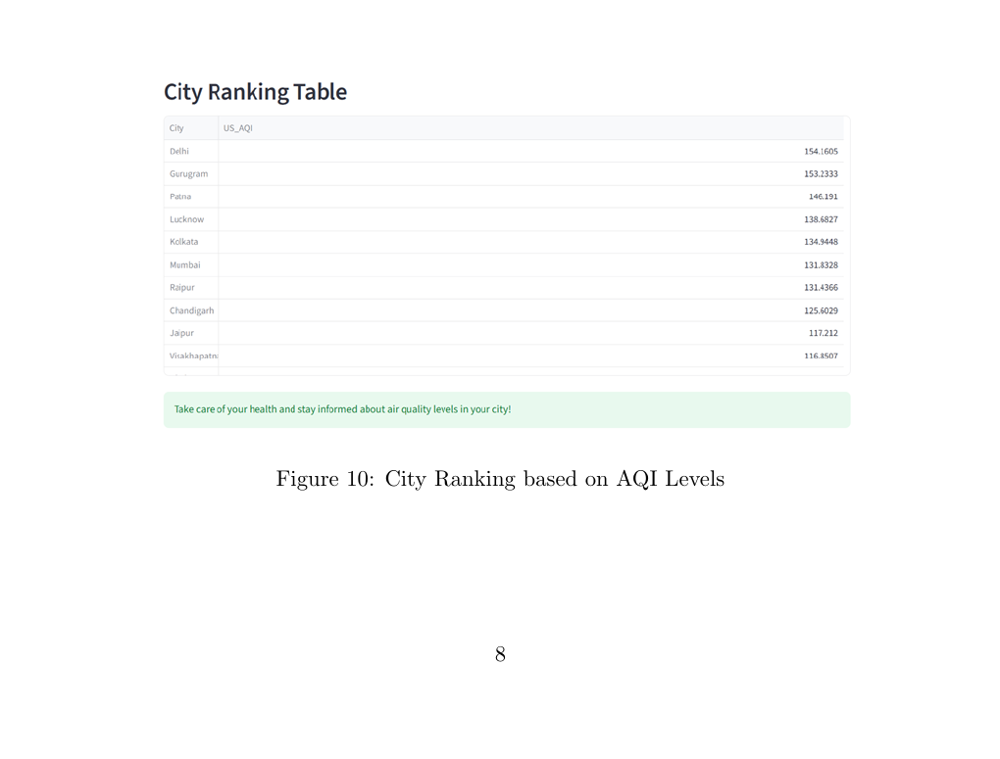 City Ranking Table
City US_AQI
Delhi 154.1605
Gurugram 153.2333
Patna 146.191
Lucknow 138.6827
Kolkata 134.9448
Mumbai 131.8328
Raipur 131.4366
Chandigarh 125.6029
Jaipur 117.212
Visakhapatn 116.8507
Take care of your health and stay informed about air quality levels in your city!
Figure 10: City Ranking based on AQI Levels
8